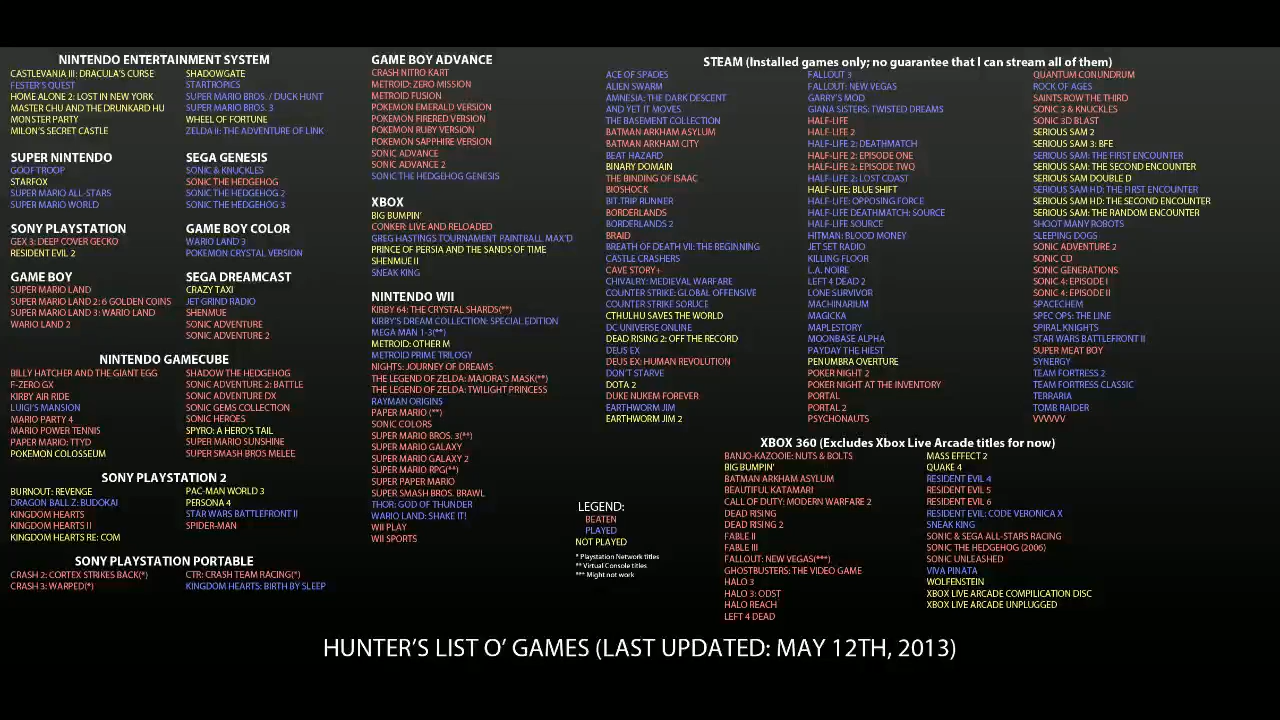 NINTENDO ENTERTAINMENT SYSTEM
CASTLEVANIA III: DRACULA'S CURSE
FESTER'S QUEST
HOME ALONE 2: LOST IN NEW YORK
MASTER CHU AND THE DRUNKARD HU
MONSTER PARTY
MILON'S SECRET CASTLE
SHADOWGATE
STARTROPICS
SUPER MARIO BROS. / DUCK HUNT
SUPER MARIO BROS. 3
WHEEL OF FORTUNE
ZELDA II: THE ADVENTURE OF LINK
SUPER NINTENDO
GOOF TROOP
STARFOX
SUPER MARIO ALL-STARS
SUPER MARIO WORLD
SEGA GENESIS
SONIC & KNUCKLES
SONIC THE HEDGEHOG
SONIC THE HEDGEHOG 2
SONIC THE HEDGEHOG 3
SONY PLAYSTATION
GEX 3: DEEP COVER GECKO
RESIDENT EVIL 2
GAME BOY COLOR
WARIO LAND 3
POKEMON CRYSTAL VERSION
GAME BOY
SUPER MARIO LAND
SUPER MARIO LAND 2: 6 GOLDEN COINS
SUPER MARIO LAND 3: WARIO LAND
WARIO LAND 2
SEGA DREAMCAST
CRAZY TAXI
JET GRIND RADIO
SHENMUE
SONIC ADVENTURE
SONIC ADVENTURE 2
NINTENDO GAMECUBE
BILLY HATCHER AND THE GIANT EGG
F-ZERO GX
KIRBY AIR RIDE
LUIGI'S MANSION
MARIO PARTY 4
MARIO POWER TENNIS
PAPER MARIO: TTYD
POKEMON COLOSSEUM
SHADOW THE HEDGEHOG
SONIC ADVENTURE 2: BATTLE
SONIC ADVENTURE DX
SONIC GEMS COLLECTION
SONIC HEROES
SPYRO: A HERO'S TAIL
SUPER MARIO SUNSHINE
SUPER SMASH BROS MELEE
SONY PLAYSTATION 2
BURNOUT: REVENGE
DRAGON BALL Z: BUDOKAI
KINGDOM HEARTS
KINGDOM HEARTS II
KINGDOM HEARTS RE: COM
PAC-MAN WORLD 3
PERSONA 4
STAR WARS BATTLEFRONT II
SPIDER-MAN
SONY PLAYSTATION PORTABLE
CRASH 2: CORTEX STRIKES BACK(*)
CRASH 3: WARPED(*)
CTR: CRASH TEAM RACING(*)
KINGDOM HEARTS: BIRTH BY SLEEP
GAME BOY ADVANCE
CRASH NITRO KART
METROID: ZERO MISSION
METROID FUSION
POKEMON EMERALD VERSION
POKEMON FIRERED VERSION
POKEMON RUBY VERSION
POKEMON SAPPHIRE VERSION
SONIC ADVANCE
SONIC ADVANCE 2
SONIC THE HEDGEHOG GENESIS
XBOX
BIG BUMPIN'
CONKER: LIVE AND RELOADED
GREG HASTINGS TOURNAMENT PAINTBALL MAX'D
PRINCE OF PERSIA AND THE SANDS OF TIME
SHENMUE II
SNEAK KING
NINTENDO WII
KIRBY 64: THE CRYSTAL SHARDS(**)
KIRBY'S DREAM COLLECTION: SPECIAL EDITION
MEGA MAN 1-3(**)
METROID: OTHER M
METROID PRIME TRILOGY
NIGHTS: JOURNEY OF DREAMS
THE LEGEND OF ZELDA: MAJORA'S MASK(**)
THE LEGEND OF ZELDA: TWILIGHT PRINCESS
RAYMAN ORIGINS
PAPER MARIO (**)
SONIC COLORS
SUPER MARIO BROS. 3(**)
SUPER MARIO GALAXY
SUPER MARIO GALAXY 2
SUPER MARIO RPG(**)
SUPER PAPER MARIO
SUPER SMASH BROS. BRAWL
THOR: GOD OF THUNDER
WARIO LAND: SHAKE IT!
WII PLAY
WII SPORTS
STEAM (Installed games only; no guarantee that I can stream all of them)
ACE OF SPADES
ALIEN SWARM
AMNESIA: THE DARK DESCENT
AND YET IT MOVES
THE BASEMENT COLLECTION
BATMAN ARKHAM ASYLUM
BATMAN ARKHAM CITY
BEAT HAZARD
BINARY DOMAIN
THE BINDING OF ISAAC
BIOSHOCK
BIT.TRIP RUNNER
BORDERLANDS
BORDERLANDS 2
BRAID
BREATH OF DEATH VII: THE BEGINNING
CASTLE CRASHERS
CAVE STORY+
CHIVALRY: MEDIEVAL WARFARE
COUNTER STRIKE: GLOBAL OFFENSIVE
COUNTER STRIKE SORUCE
CTHULHU SAVES THE WORLD
DC UNIVERSE ONLINE
DEAD RISING 2: OFF THE RECORD
DEUS EX
DEUS EX: HUMAN REVOLUTION
DON'T STARVE
DOTA 2
DUKE NUKEM FOREVER
EARTHWORM JIM
EARTHWORM JIM 2
FALLOUT 3
FALLOUT: NEW VEGAS
GARRY'S MOD
GIANA SISTERS: TWISTED DREAMS
HALF-LIFE
HALF-LIFE 2
HALF-LIFE 2: DEATHMATCH
HALF-LIFE 2: EPISODE ONE
HALF-LIFE 2: EPISODE TWO
HALF-LIFE 2: LOST COAST
HALF-LIFE: BLUE SHIFT
HALF-LIFE: OPPOSING FORCE
HALF-LIFE DEATHMATCH: SOURCE
HALF-LIFE SOURCE
HITMAN: BLOOD MONEY
JET SET RADIO
KILLING FLOOR
L.A. NOIRE
LEFT 4 DEAD 2
LONE SURVIVOR
MACHINARIUM
MAGICKA
MAPLESTORY
MOONBASE ALPHA
PAYDAY THE HIEST
PENUMBRA OVERTURE
POKER NIGHT 2
POKER NIGHT AT THE INVENTORY
PORTAL
PORTAL 2
PSYCHONAUTS
QUANTUM CONUNDRUM
ROCK OF AGES
SAINTS ROW THE THIRD
SONIC 3 & KNUCKLES
SONIC 3D BLAST
SERIOUS SAM 2
SERIOUS SAM 3: BFE
SERIOUS SAM: THE FIRST ENCOUNTER
SERIOUS SAM: THE SECOND ENCOUNTER
SERIOUS SAM DOUBLE D
SERIOUS SAM HD: THE FIRST ENCOUNTER
SERIOUS SAM HD: THE SECOND ENCOUNTER
SERIOUS SAM: THE RANDOM ENCOUNTER
SHOOT MANY ROBOTS
SLEEPING DOGS
SONIC ADVENTURE 2
SONIC CD
SONIC GENERATIONS
SONIC 4: EPISODE I
SONIC 4: EPISODE II
SPACECHEM
SPEC OPS: THE LINE
SPIRAL KNIGHTS
STAR WARS BATTLEFRONT II
SUPER MEAT BOY
SYNERGY
TEAM FORTRESS 2
TEAM FORTRESS CLASSIC
TERRARIA
TOMB RAIDER
VVVVVV
XBOX 360 (Excludes Xbox Live Arcade titles for now)
BANJO-KAZOOIE: NUTS & BOLTS
BIG BUMPIN'
BATMAN ARKHAM ASYLUM
BEAUTIFUL KATAMARI
CALL OF DUTY: MODERN WARFARE 2
DEAD RISING
DEAD RISING 2
FABLE II
FABLE III
FALLOUT: NEW VEGAS(***)
GHOSTBUSTERS: THE VIDEO GAME
HALO 3
HALO 3: ODST
HALO REACH
LEFT 4 DEAD
MASS EFFECT 2
QUAKE 4
RESIDENT EVIL 4
RESIDENT EVIL 5
RESIDENT EVIL 6
RESIDENT EVIL: CODE VERONICA X
SNEAK KING
SONIC & SEGA ALL-STARS RACING
SONIC THE HEDGEHOG (2006)
SONIC UNLEASHED
VIVA PINATA
WOLFENSTEIN
XBOX LIVE ARCADE COMPILICATION DISC
XBOX LIVE ARCADE UNPLUGGED
LEGEND:
BEATEN
PLAYED
NOT PLAYED
* Playstation Network titles
** Virtual Console titles
*** Might not work
HUNTER'S LIST O' GAMES (LAST UPDATED: MAY 12TH, 2013)